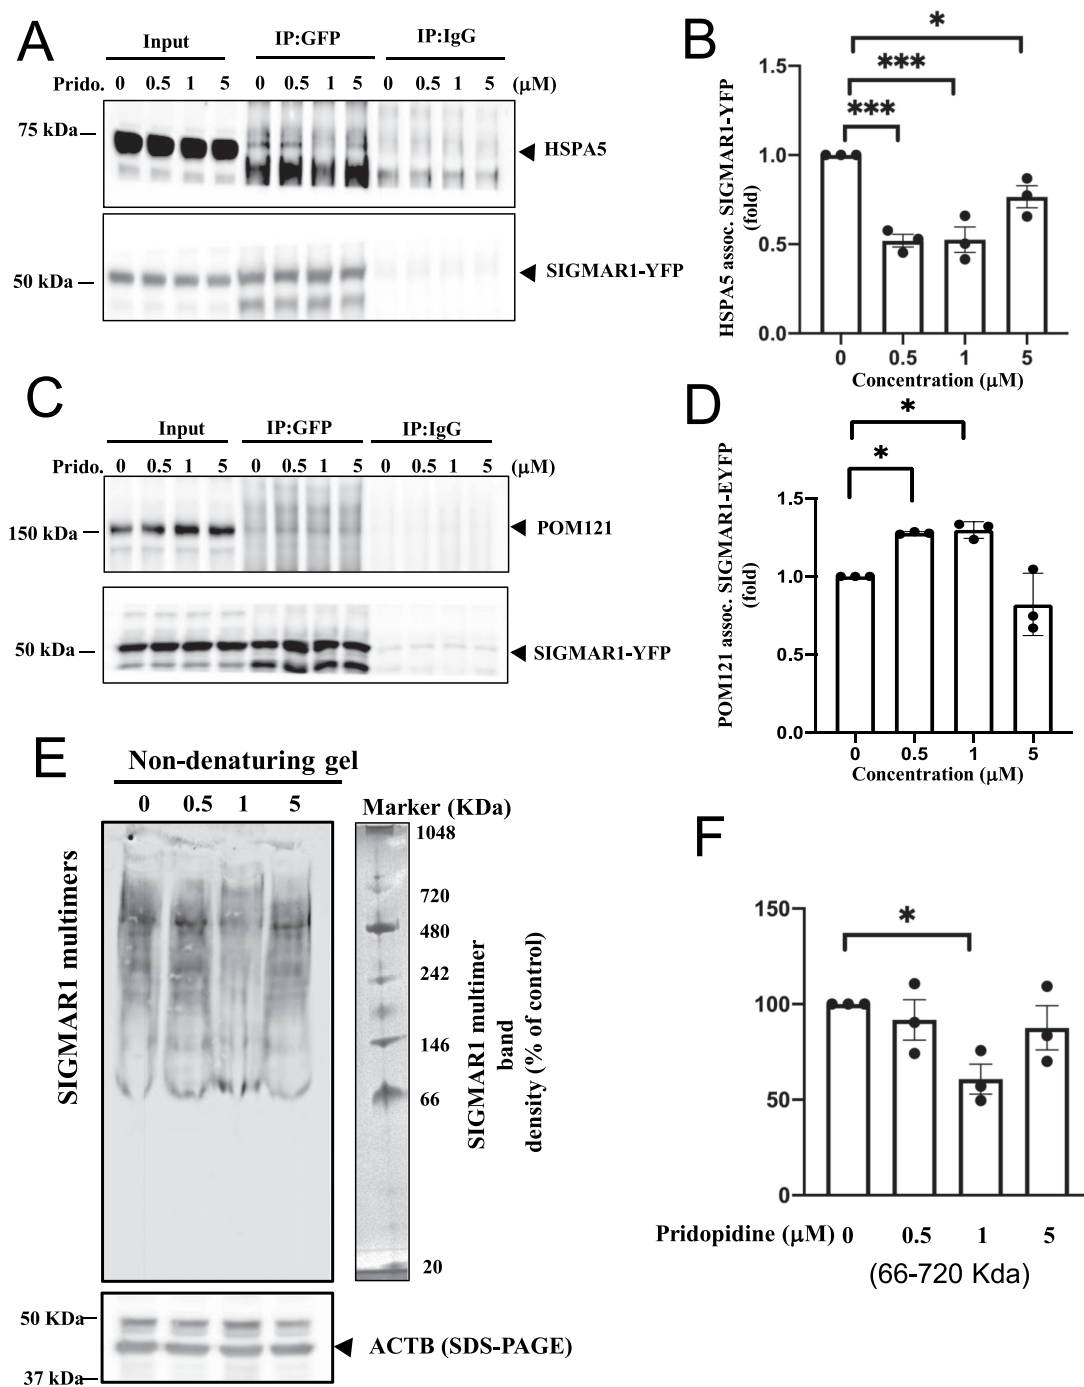 A
Input
IP:GFP
IP:IgG
Prido. 0 0.5 1 5 0 0.5 1 5 0 0.5 1 5 (μM)
75 kDa
HSPA5
50 kDa
SIGMAR1-YFP
B
HSPA5 assoc. SIGMAR1-YFP
(fold)
*
***
***
1.5
1.0
0.5
0.0
0 0.5 1 5
Concentration (μM)
C
Input
IP:GFP
IP:IgG
Prido. 0 0.5 1 5 0 0.5 1 5 0 0.5 1 5 (μM)
150 kDa
POM121
50 kDa
SIGMAR1-YFP
D
POM121 assoc. SIGMAR1-EYFP
(fold)
*
*
1.5
1.0
0.5
0.0
0 0.5 1 5
Concentration (μM)
E
Non-denaturing gel
0 0.5 1 5
SIGMAR1 multimers
Marker (KDa)
1048
720
480
242
146
66
20
50 KDa
37 kDa
ACTB (SDS-PAGE)
F
SIGMAR1 multimer
band
density (% of control)
*
150
100
50
0
Pridopidine (μM) 0 0.5 1 5
(66-720 Kda)